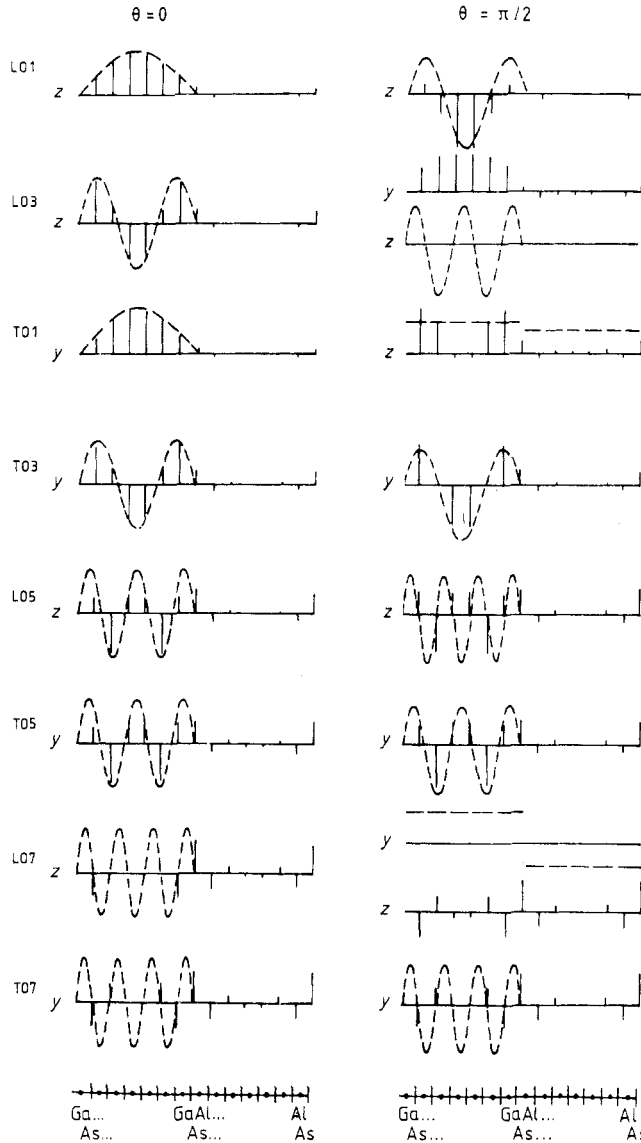 θ=0 θ = π/2
LO1 z z
y
LO3 z z
TO1 y z
TO3 y y
LO5 z z
TO5 y y
y
LO7 z z
TO7 y y
Ga... GaAl... Al Ga... GaAl... Al
As... As... As As... As... As